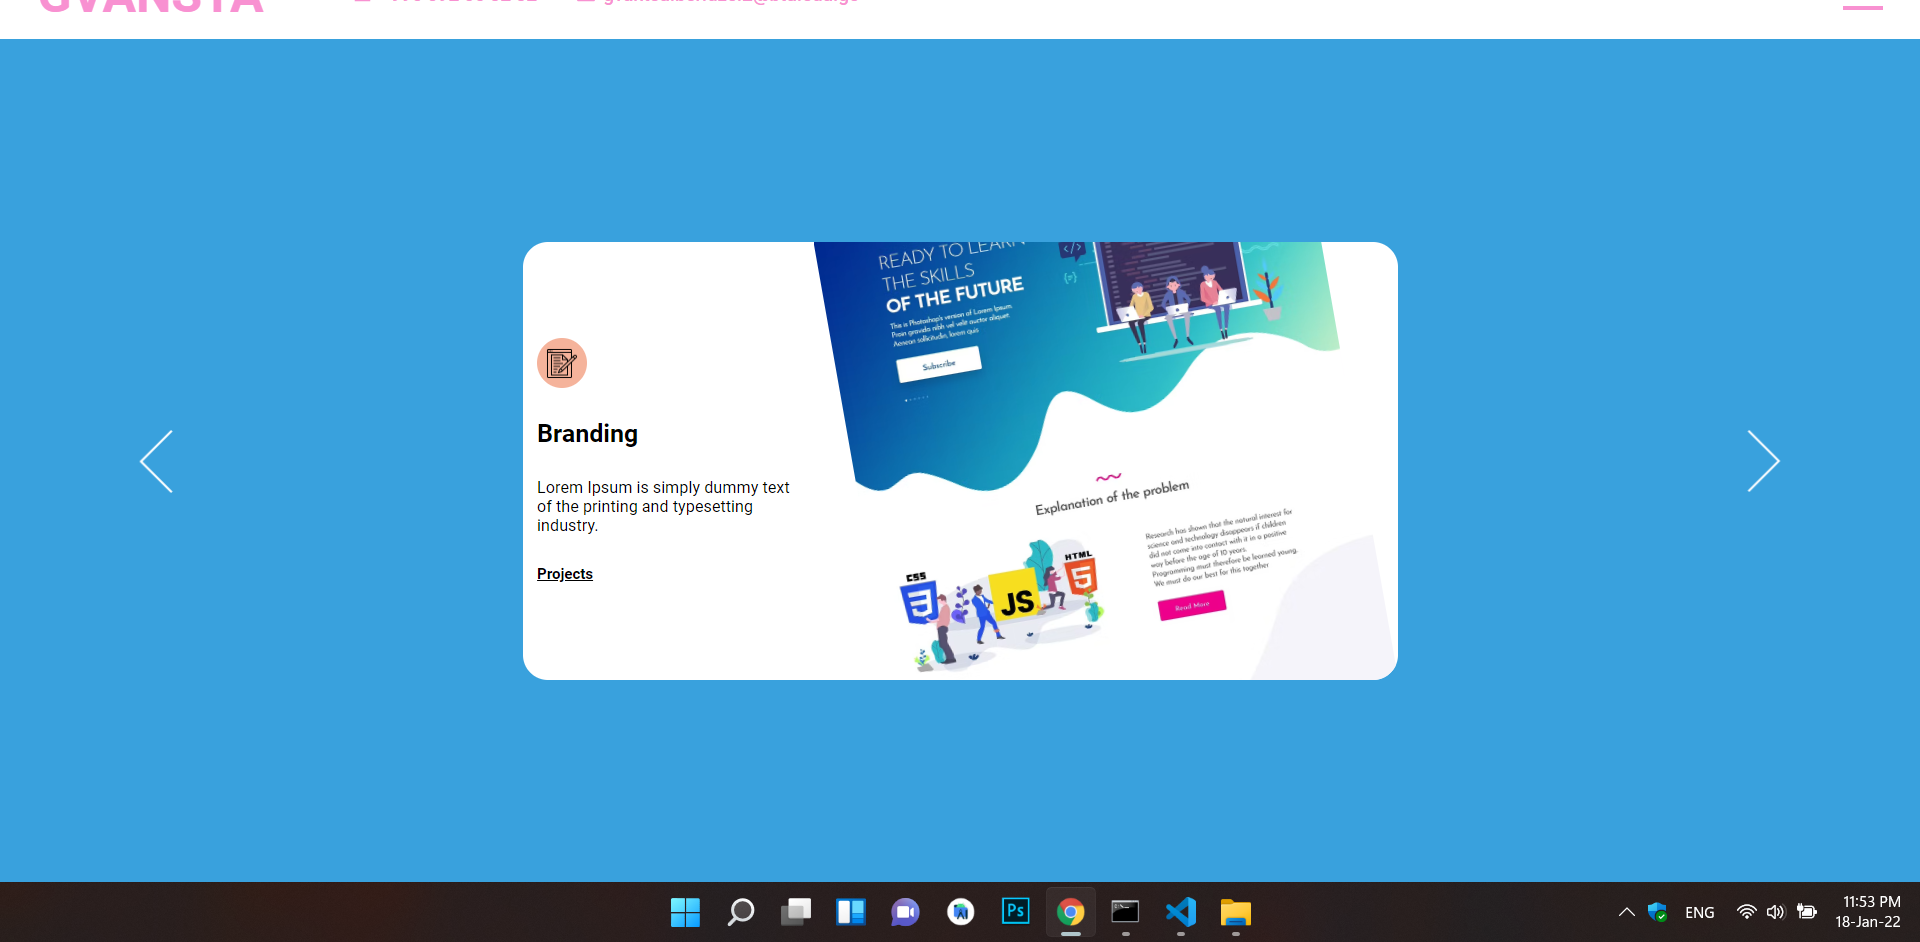 GVANSTA
Branding
Lorem Ipsum is simply dummy text
of the printing and typesetting
industry.
Projects
READY TO LEARN
THE SKILLS
OF THE FUTURE
This is Photoshop's version of Lorem Ipsum.
Proin gravida nibh vel velit auctor aliquet.
Aenean sollicitudin, lorem quis
Subscribe
Explanation of the problem
Research has shown that the natural interest for
science and technology disappears if children
did not come into contact with it in a positive
way before the age of 10 years.
Programming must therefore be learned young.
We must do our best for this together
Read More
CSS
3
JS
HTML
5
Ps
ENG
11:53 PM
18-Jan-22